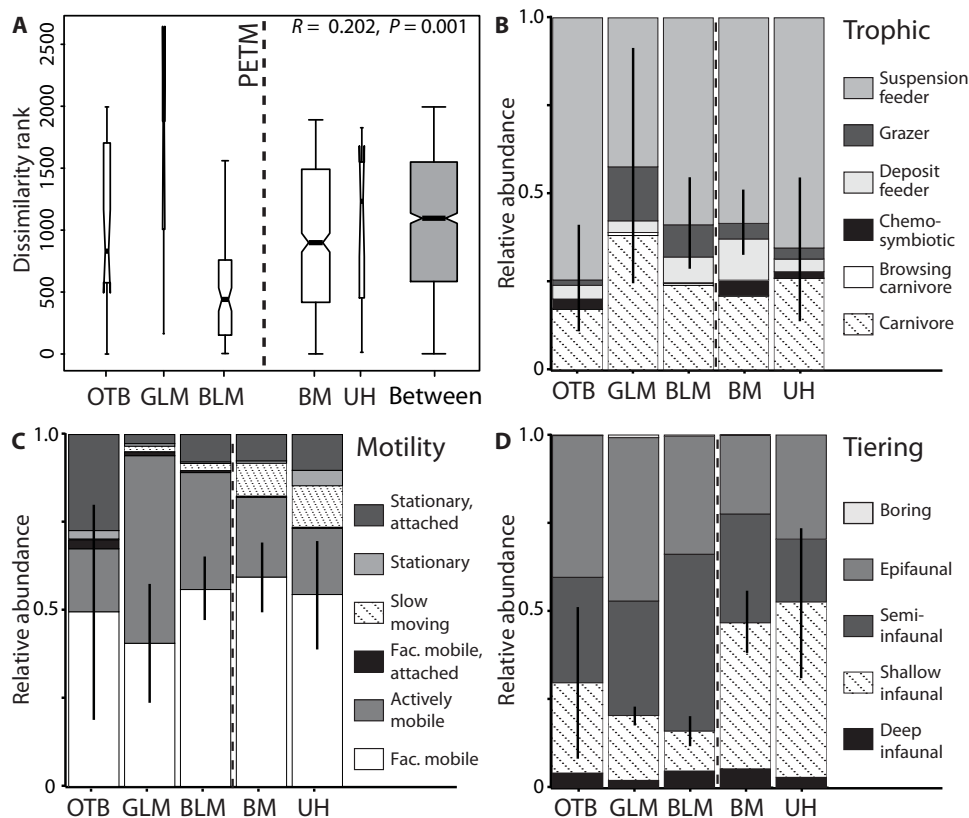 A
R = 0.202, P = 0.001
PETM
Dissimilarity rank
2500
2000
1500
1000
500
0
OTB GLM BLM BM UH Between
B
Trophic
Relative abundance
1.0
0.5
0
Suspension
feeder
Grazer
Deposit
feeder
Chemo-
symbiotic
Browsing
carnivore
Carnivore
OTB GLM BLM BM UH
C
Motility
Relative abundance
1.0
0.5
0
Stationary,
attached
Stationary
Slow
moving
Fac. mobile,
attached
Actively
mobile
Fac. mobile
OTB GLM BLM BM UH
D
Tiering
Relative abundance
1.0
0.5
0
Boring
Epifaunal
Semi-
infaunal
Shallow
infaunal
Deep
infaunal
OTB GLM BLM BM UH